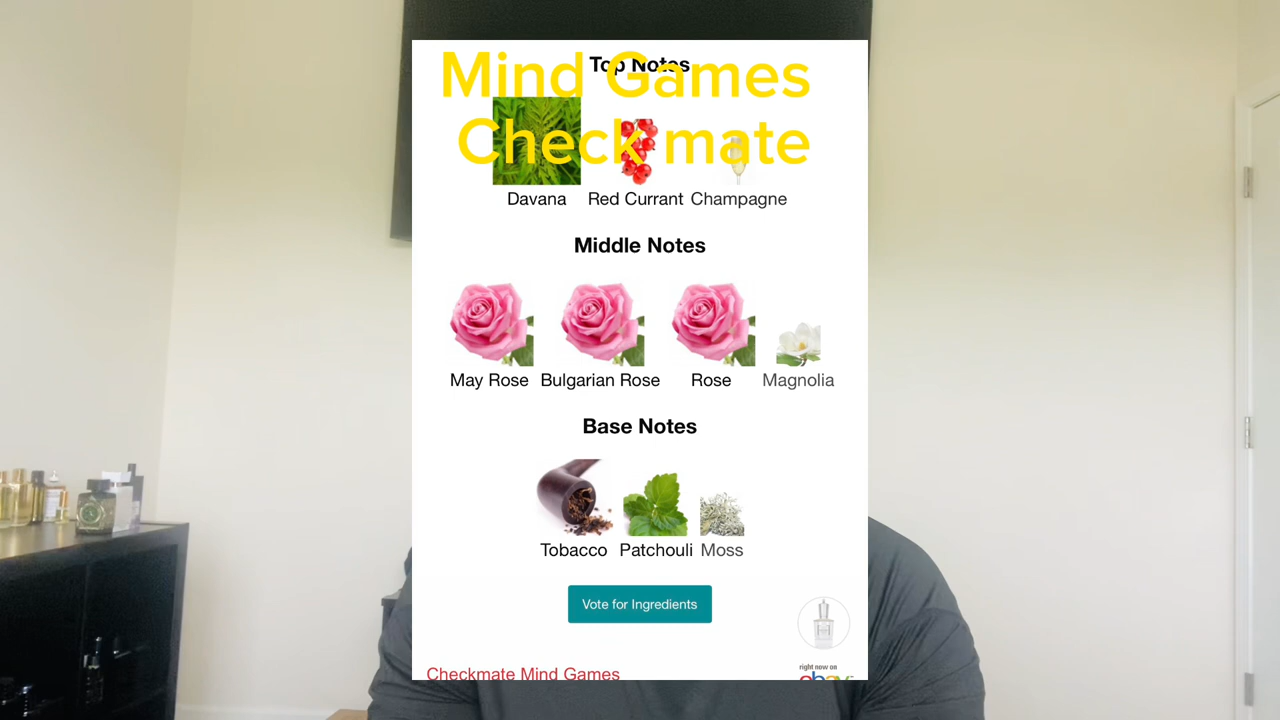 Top Notes
Mind Games
Check mate
Davana Red Currant Champagne
Middle Notes
May Rose Bulgarian Rose Rose Magnolia
Base Notes
Tobacco Patchouli Moss
Vote for Ingredients
right now on
ebay
Checkmate Mind Games